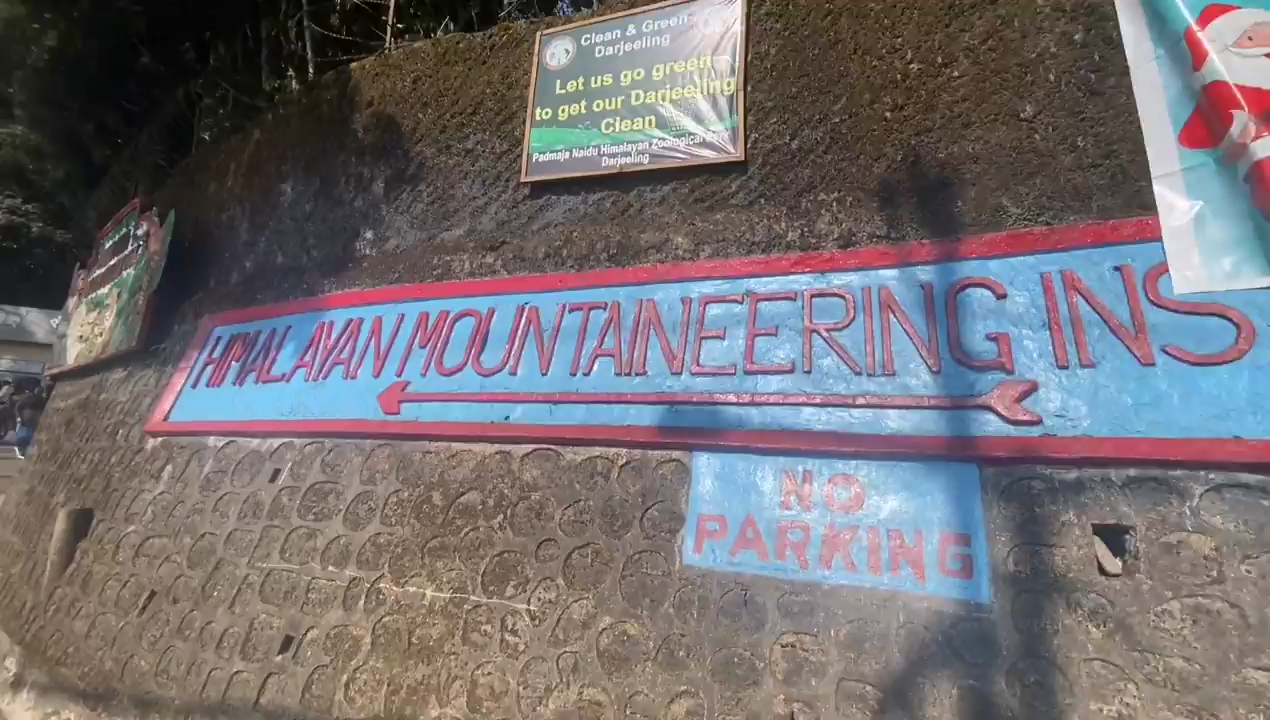 Clean & Green
Darjeeling
Let us go green
to get our Darjeeling
Clean
Padmaja Naidu Himalayan Zoological Park
Darjeeling
HIMALAYAN MOUNTAINEERING INS
NO
PARKING